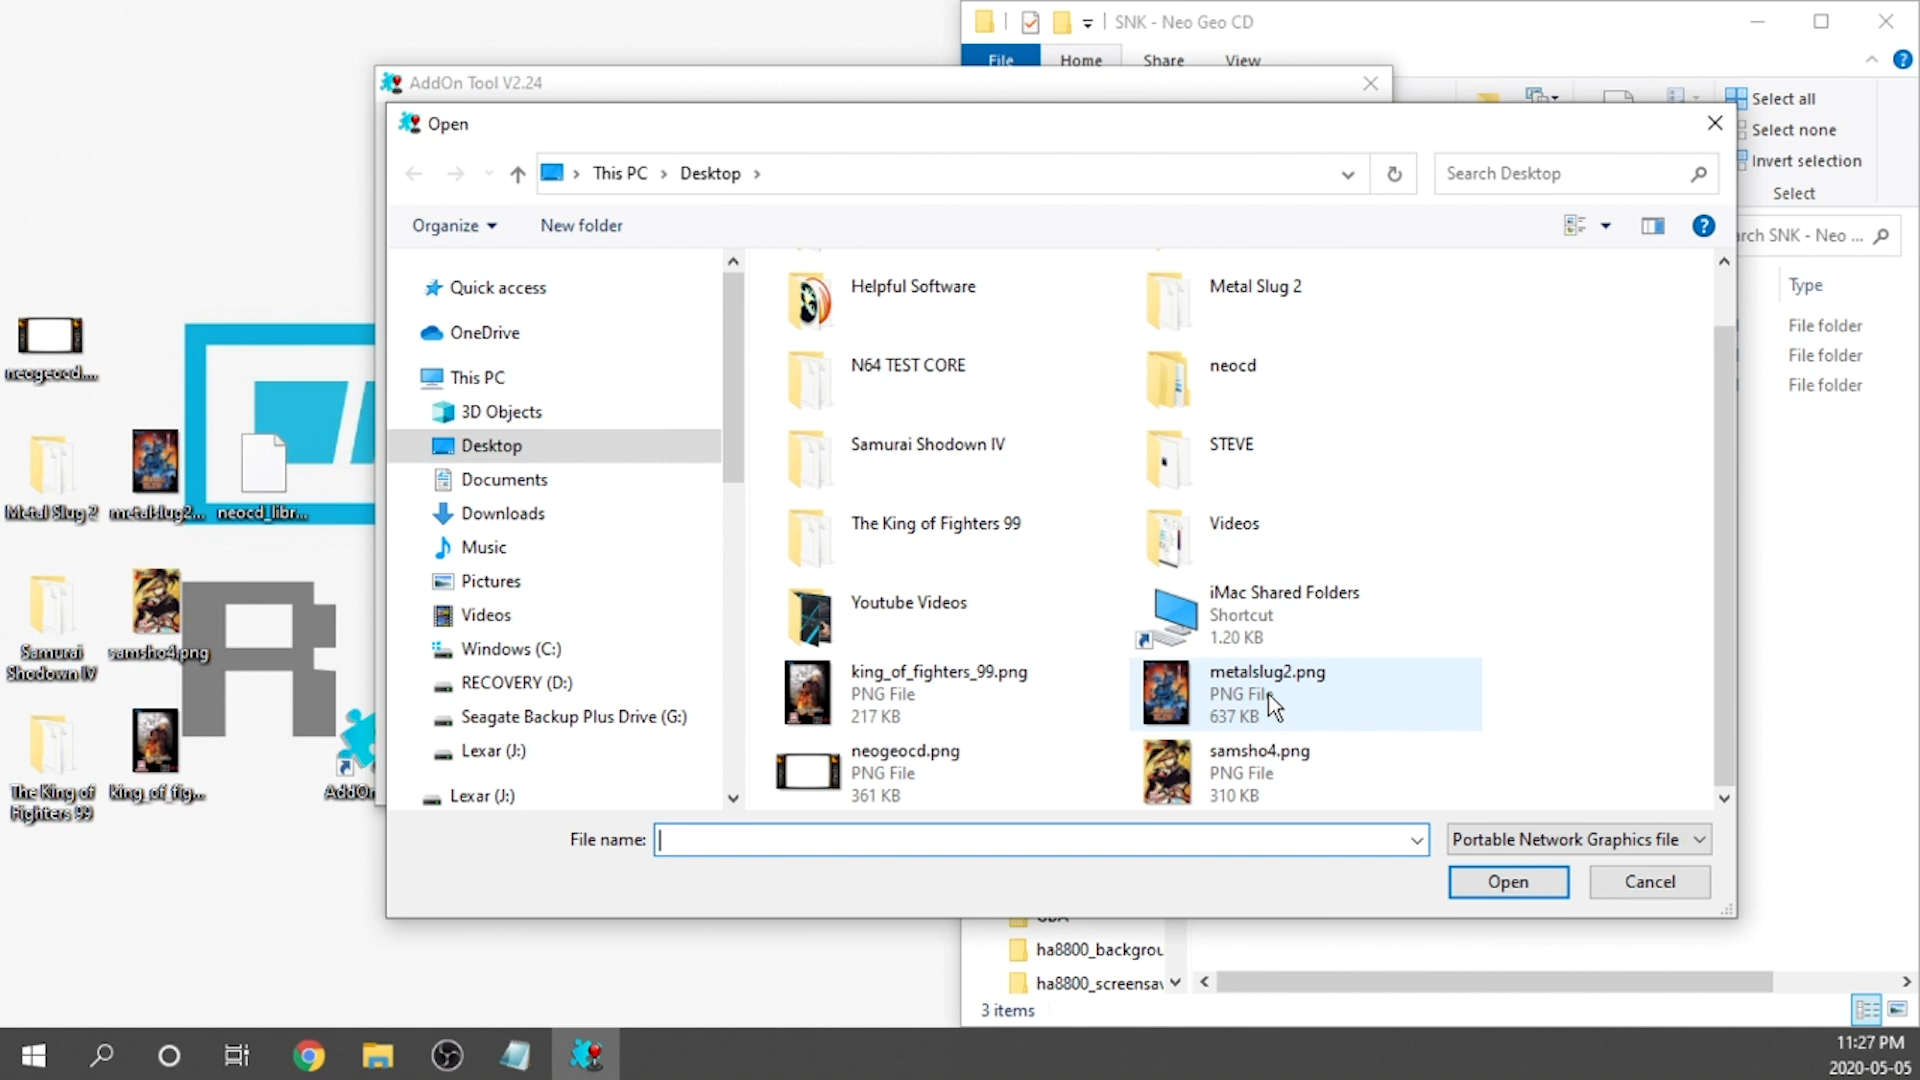 SNK - Neo Geo CD
File Home Share View
AddOn Tool V2.24
Open
Select all
Select none
Invert selection
Select
This PC Desktop
Search Desktop
Organize New folder
arch SNK - Neo ...
Type
File folder
File folder
File folder
Quick access
OneDrive
This PC
3D Objects
Desktop
Documents
Downloads
Music
Pictures
Videos
Windows (C:)
RECOVERY (D:)
Seagate Backup Plus Drive (G:)
Lexar (J:)
Lexar (J:)
Helpful Software
Metal Slug 2
N64 TEST CORE
neocd
Samurai Shodown IV
STEVE
The King of Fighters 99
Videos
Youtube Videos
iMac Shared Folders
Shortcut
1.20 KB
king_of_fighters_99.png
PNG File
217 KB
metalslug2.png
PNG File
637 KB
neogeocd.png
PNG File
361 KB
samsho4.png
PNG File
310 KB
File name:
Portable Network Graphics file
Open Cancel
neogeocd....
Metal Slug 2
metalslug2...
neocd_libr...
Samurai
Shodown IV
samsho4.png
The King of
Fighters 99
king_of_fig...
AddOn
ha8800_backgrou
ha8800_screensav
3 items
11:27 PM
2020-05-05